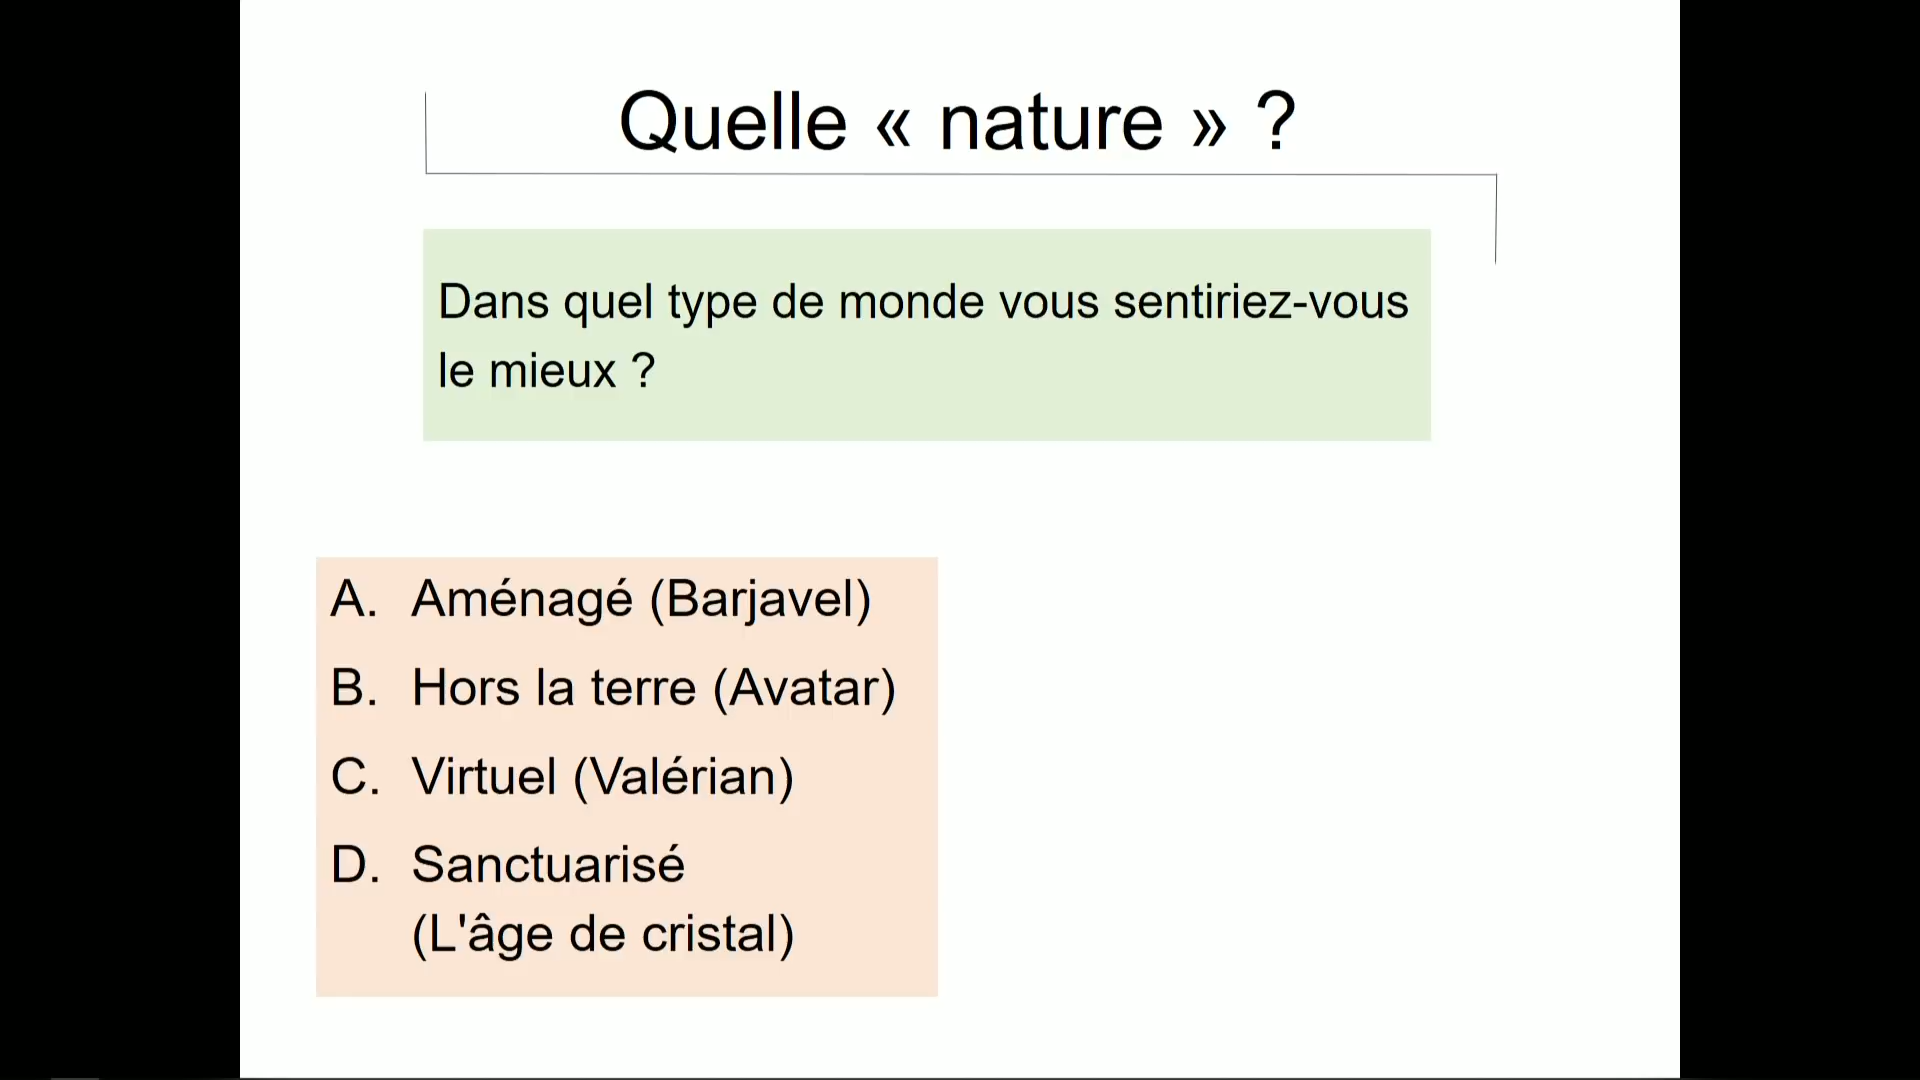 Quelle « nature » ?
Dans quel type de monde vous sentiriez-vous
le mieux ?
A. Aménagé (Barjavel)
B. Hors la terre (Avatar)
C. Virtuel (Valérian)
D. Sanctuarisé
(L'âge de cristal)